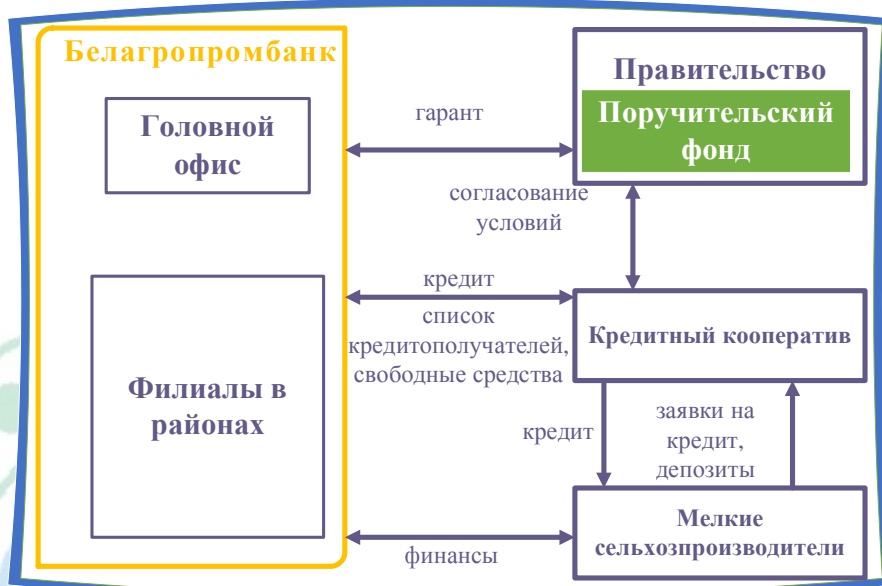 Белагропромбанк
Головной
офис
Филиалы в
районах
гарант
Правительство
Поручительский
фонд
согласование
условий
кредит
список
кредитополучателей,
свободные средства
Кредитный кооператив
кредит
заявки на
кредит,
депозиты
Мелкие
сельхозпроизводители
финансы